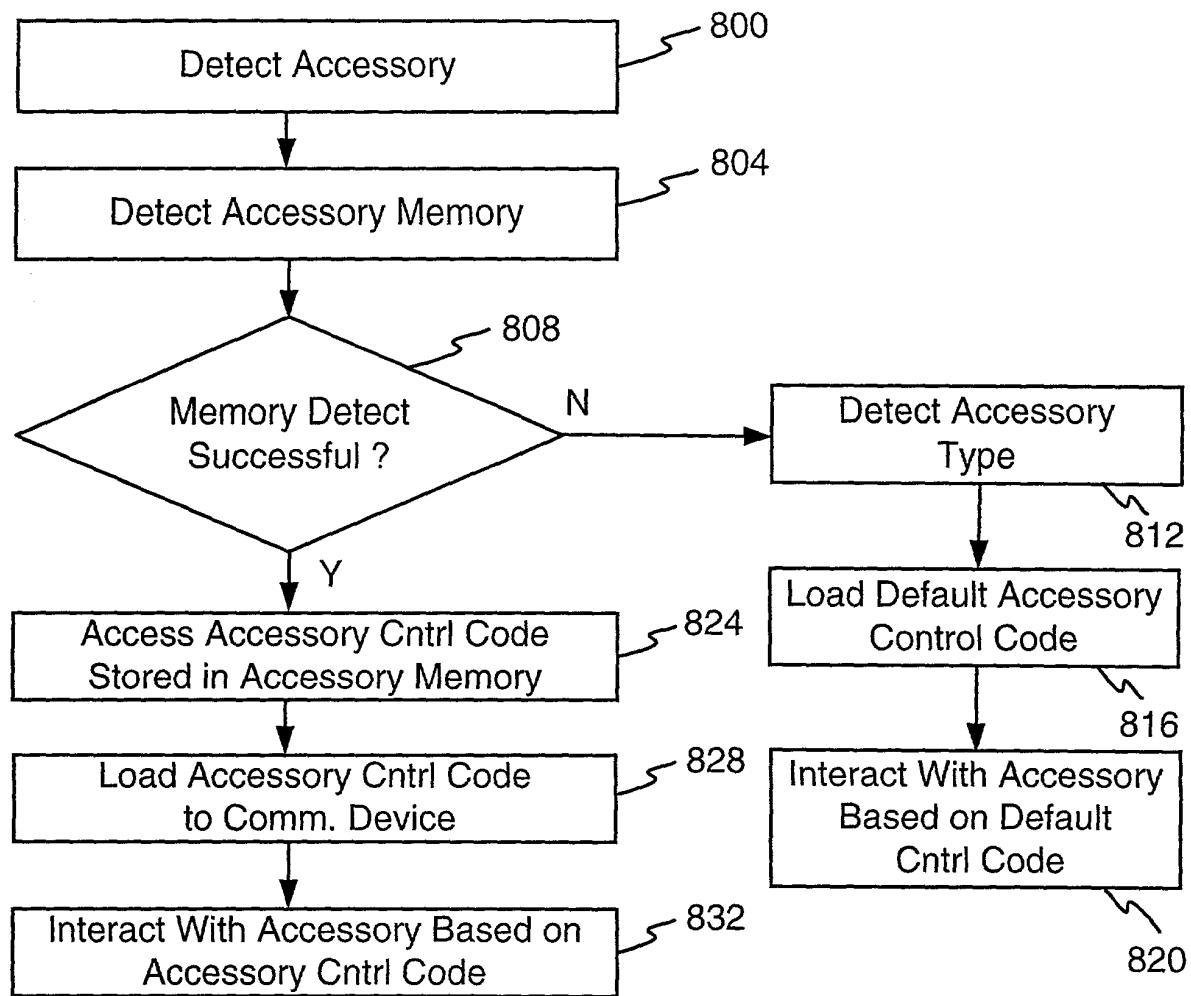 Detect Accessory
800
Detect Accessory Memory
804
808
Memory Detect
Successful ?
N
Y
Detect Accessory
Type
812
Load Default Accessory
Control Code
816
Interact With Accessory
Based on Default
Cntrl Code
820
Access Accessory Cntrl Code
Stored in Accessory Memory
824
Load Accessory Cntrl Code
to Comm. Device
828
Interact With Accessory Based on
Accessory Cntrl Code
832